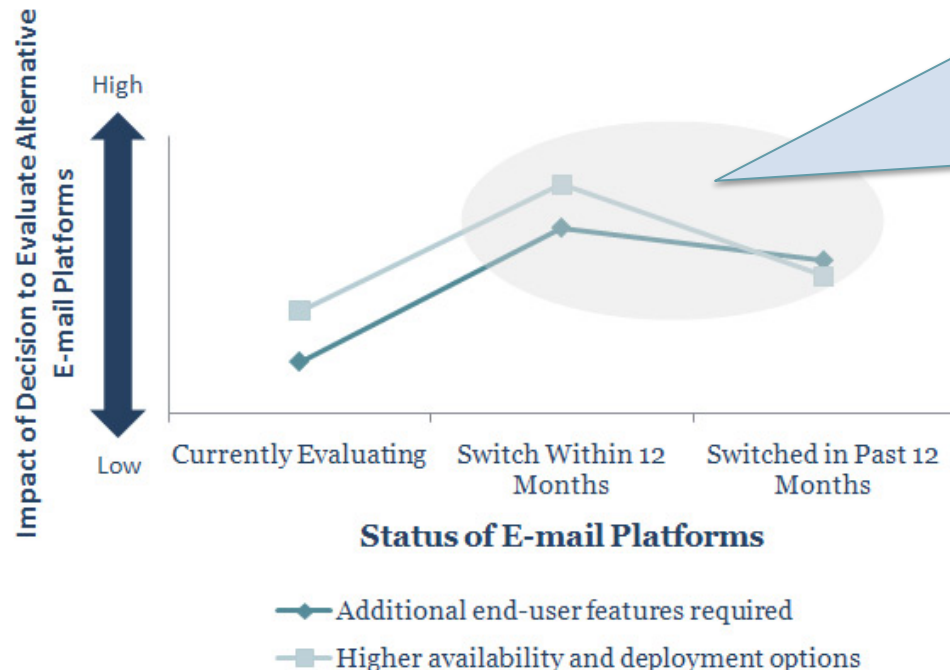 Impact of Decision to Evaluate Alternative
E-mail Platforms
High
Low
Currently Evaluating
Switch Within 12
Months
Switched in Past 12
Months
Status of E-mail Platforms
Additional end-user features required
Higher availability and deployment options